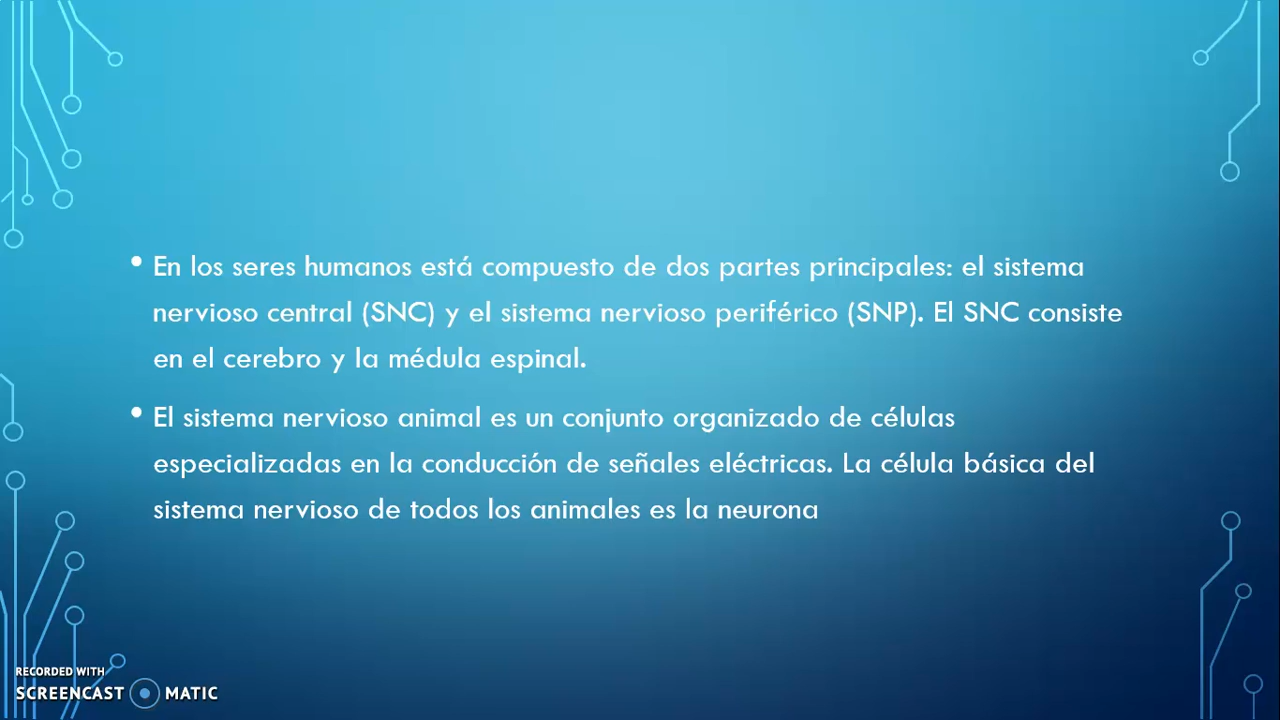 • En los seres humanos está compuesto de dos partes principales: el sistema
nervioso central (SNC) y el sistema nervioso periférico (SNP). El SNC consiste
en el cerebro y la médula espinal.
• El sistema nervioso animal es un conjunto organizado de células
especializadas en la conducción de señales eléctricas. La célula básica del
sistema nervioso de todos los animales es la neurona
RECORDED WITH
SCREENCAST MATIC